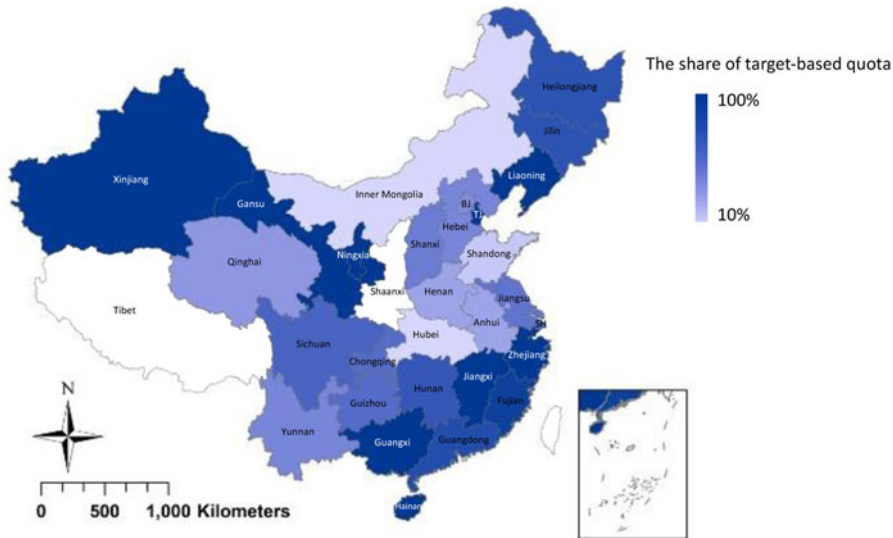 The share of target-based quota
100%
10%
Heilongjiang
Jilin
Liaoning
Xinjiang
Gansu
Inner Mongolia
BJ
TJ
Hebei
Shanxi
Shandong
Ningxia
Qinghai
Shaanxi
Henan
Jiangsu
Tibet
Anhui
SH
Hubei
Sichuan
Chongqing
Zhejiang
Jiangxi
Hunan
Guizhou
Fujian
Yunnan
Guangxi
Guangdong
Hainan
N
0 500 1,000 Kilometers